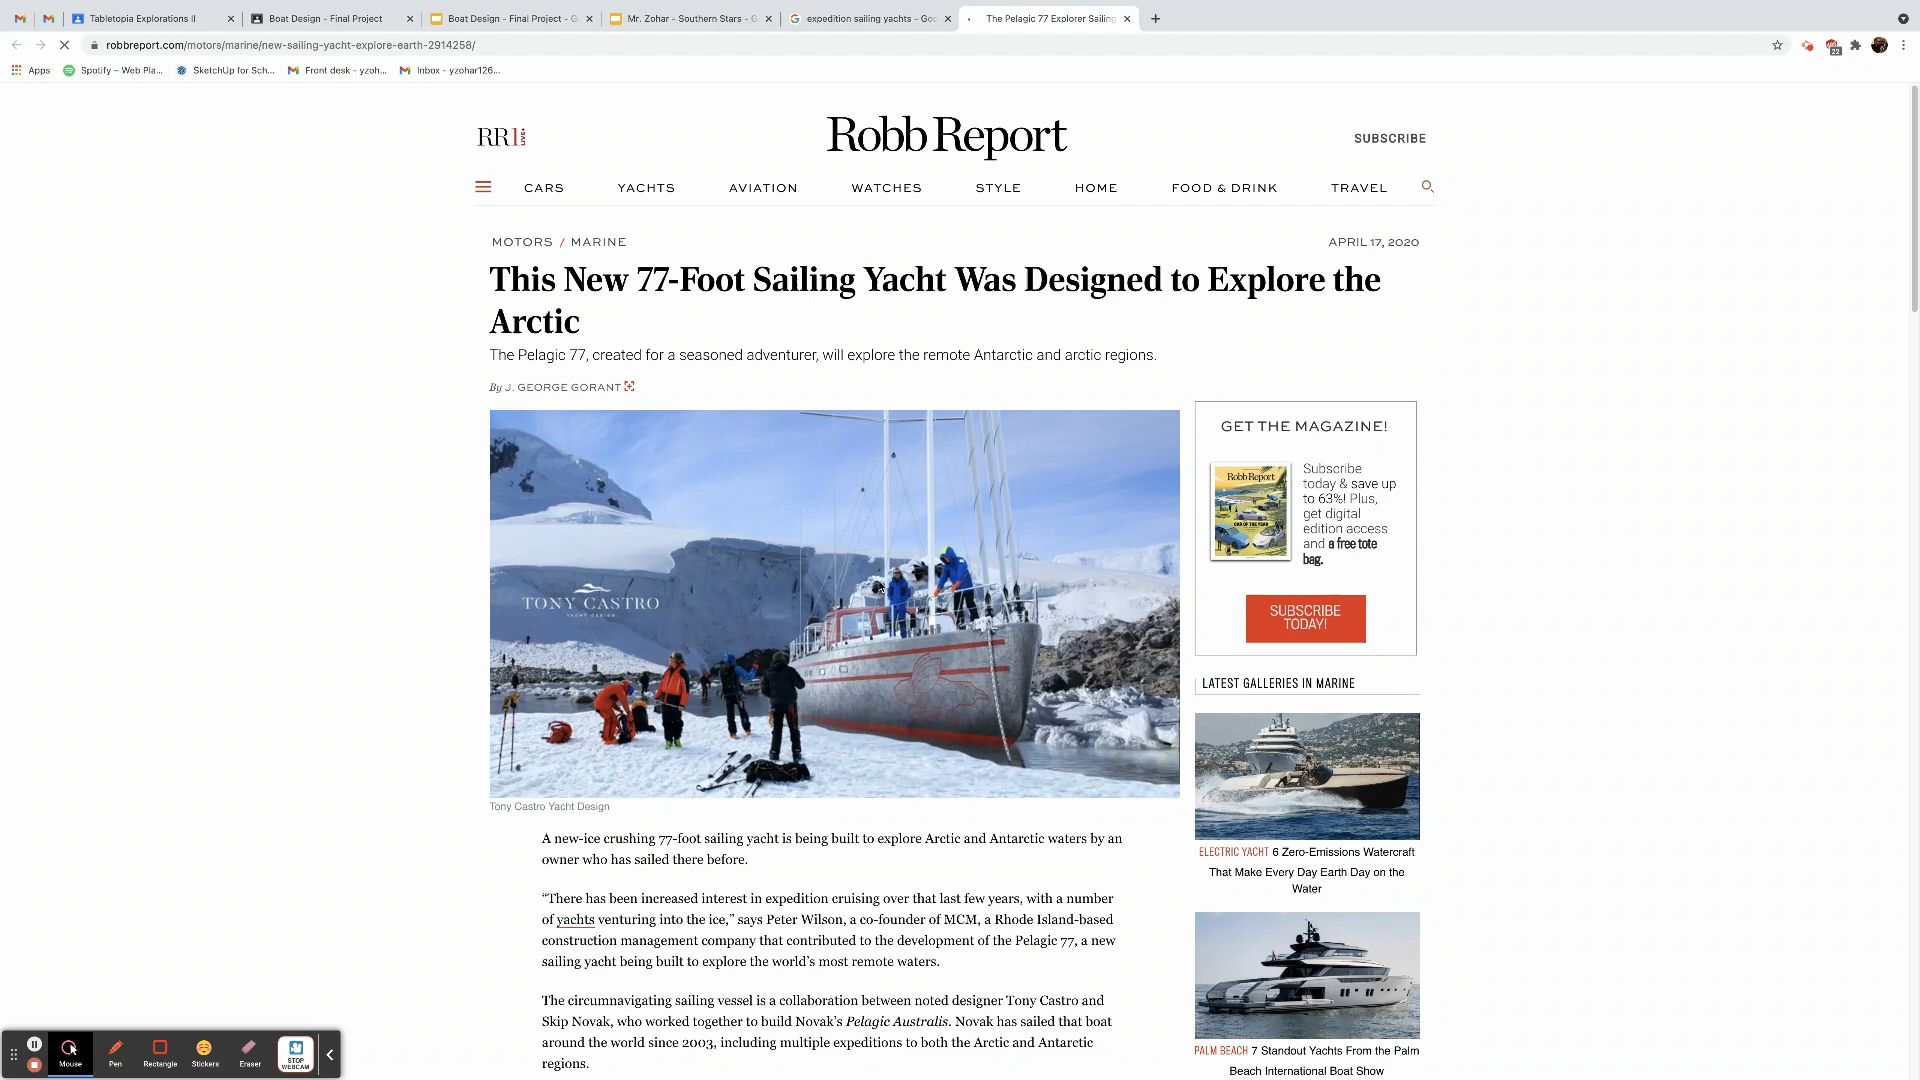 Tabletopia Explorations II
Boat Design - Final Project
Boat Design - Final Project - G
Mr. Zohar - Southern Stars - G
expedition sailing yachts - Goo
The Pelagic 77 Explorer Sailing
robbreport.com/motors/marine/new-sailing-yacht-explore-earth-2914258/
22
Apps
Spotify – Web Pla...
SketchUp for Sch...
Front desk - yzoh...
Inbox - yzohar126...
RR1 LIVE+
Robb Report
SUBSCRIBE
CARS
YACHTS
AVIATION
WATCHES
STYLE
HOME
FOOD & DRINK
TRAVEL
MOTORS / MARINE
APRIL 17, 2020
This New 77-Foot Sailing Yacht Was Designed to Explore the
Arctic
The Pelagic 77, created for a seasoned adventurer, will explore the remote Antarctic and arctic regions.
By J. GEORGE GORANT
TONY CASTRO
YACHT DESIGN
Tony Castro Yacht Design
A new-ice crushing 77-foot sailing yacht is being built to explore Arctic and Antarctic waters by an
owner who has sailed there before.
“There has been increased interest in expedition cruising over that last few years, with a number
of yachts venturing into the ice,” says Peter Wilson, a co-founder of MCM, a Rhode Island-based
construction management company that contributed to the development of the Pelagic 77, a new
sailing yacht being built to explore the world’s most remote waters.
The circumnavigating sailing vessel is a collaboration between noted designer Tony Castro and
Skip Novak, who worked together to build Novak’s Pelagic Australis. Novak has sailed that boat
around the world since 2003, including multiple expeditions to both the Arctic and Antarctic
regions.
GET THE MAGAZINE!
Robb Report
CAR OF THE YEAR
Subscribe
today & save up
to 63%! Plus,
get digital
edition access
and a free tote
bag.
SUBSCRIBE
TODAY!
LATEST GALLERIES IN MARINE
ELECTRIC YACHT 6 Zero-Emissions Watercraft
That Make Every Day Earth Day on the
Water
PALM BEACH 7 Standout Yachts From the Palm
Beach International Boat Show
Mouse
Pen
Rectangle
Stickers
Eraser
STOP
WEBCAM